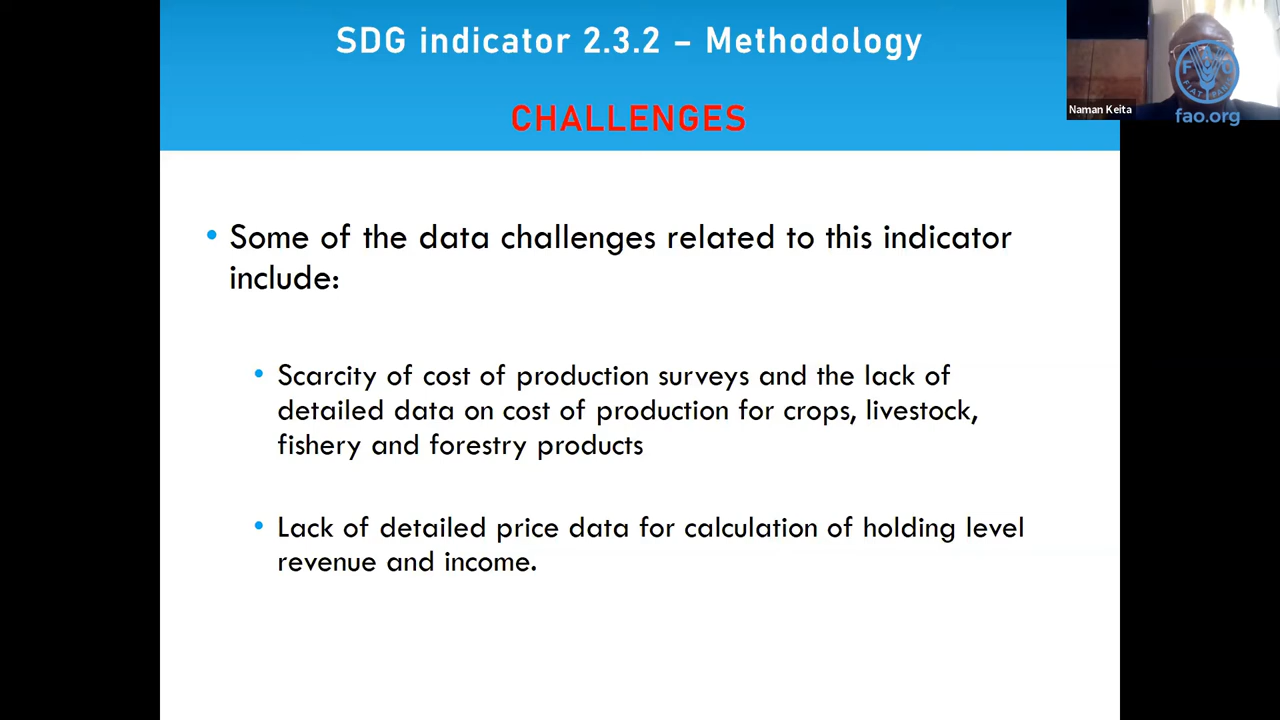 SDG indicator 2.3.2 – Methodology
CHALLENGES
Naman Keita
F A O
FIAT PANIS
fao.org
• Some of the data challenges related to this indicator
include:
• Scarcity of cost of production surveys and the lack of
detailed data on cost of production for crops, livestock,
fishery and forestry products
• Lack of detailed price data for calculation of holding level
revenue and income.